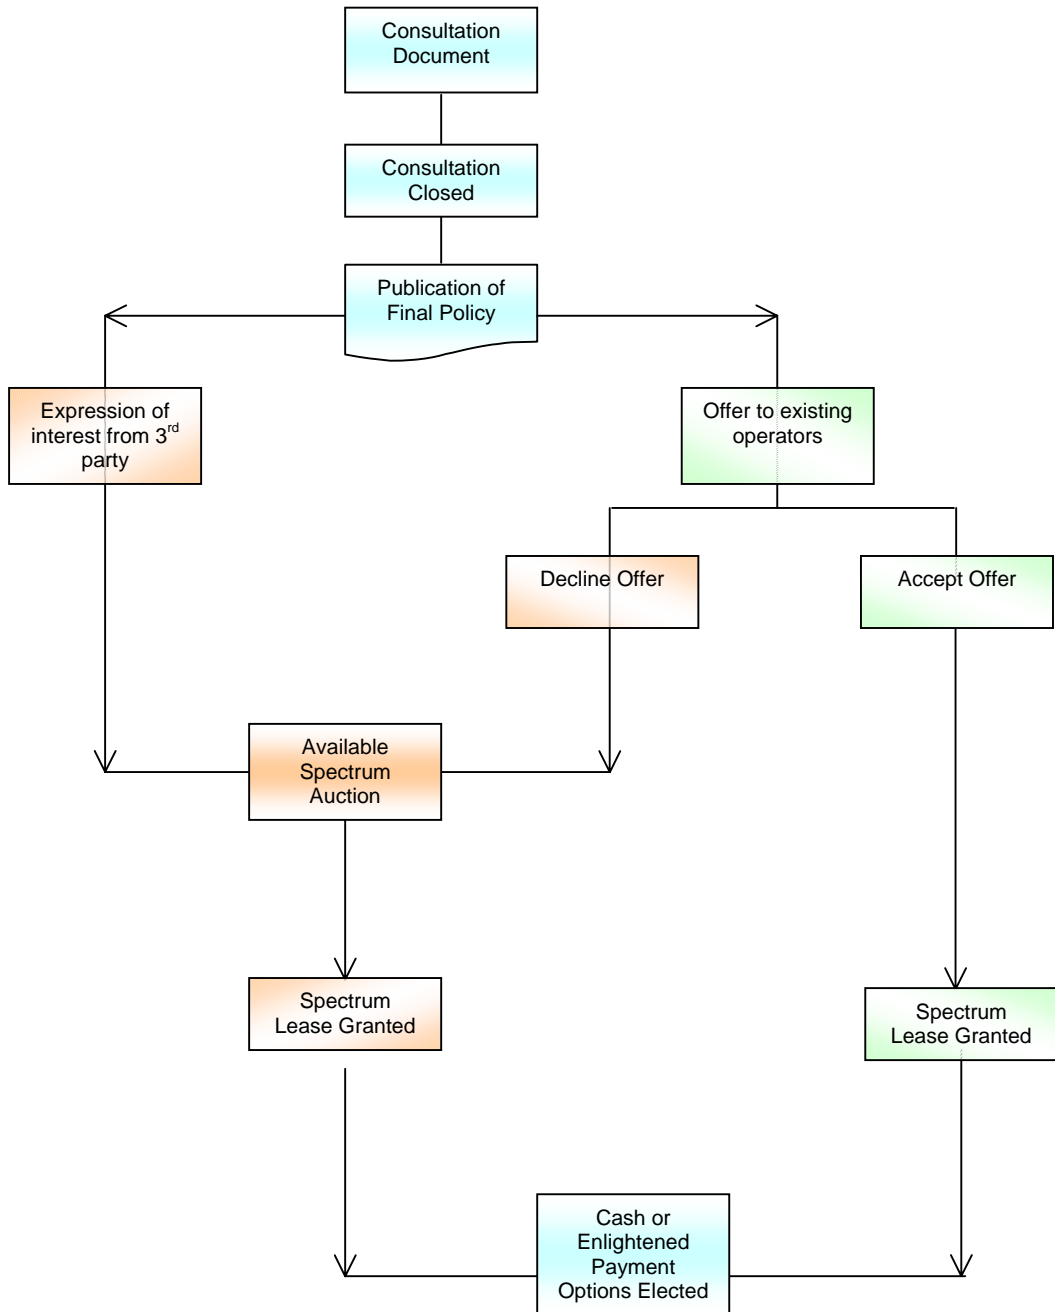 Consultation
Document
Consultation
Closed
Publication of
Final Policy
Expression of
interest from 3rd
party
Offer to existing
operators
Decline Offer
Accept Offer
Available
Spectrum
Auction
Spectrum
Lease Granted
Spectrum
Lease Granted
Cash or
Enlightened
Payment
Options Elected